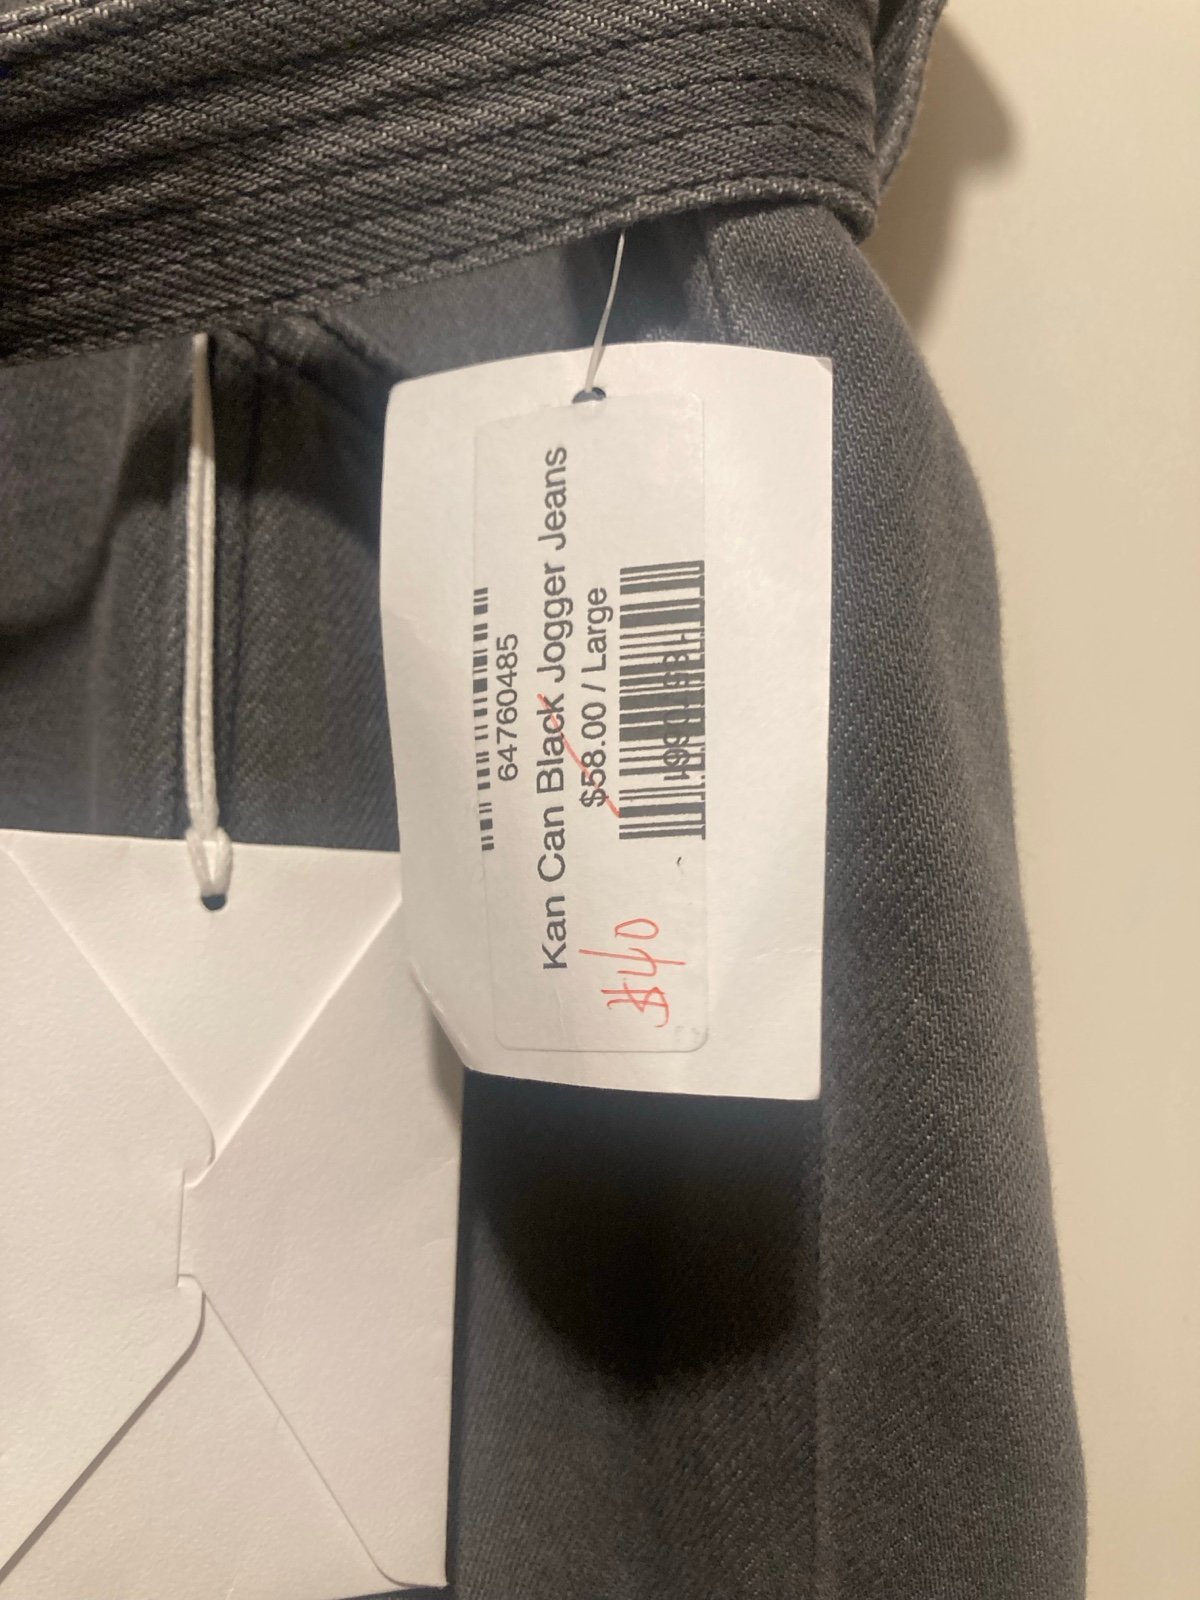 64760485
Kan Can Black Jogger Jeans
$58.00 / Large
$40